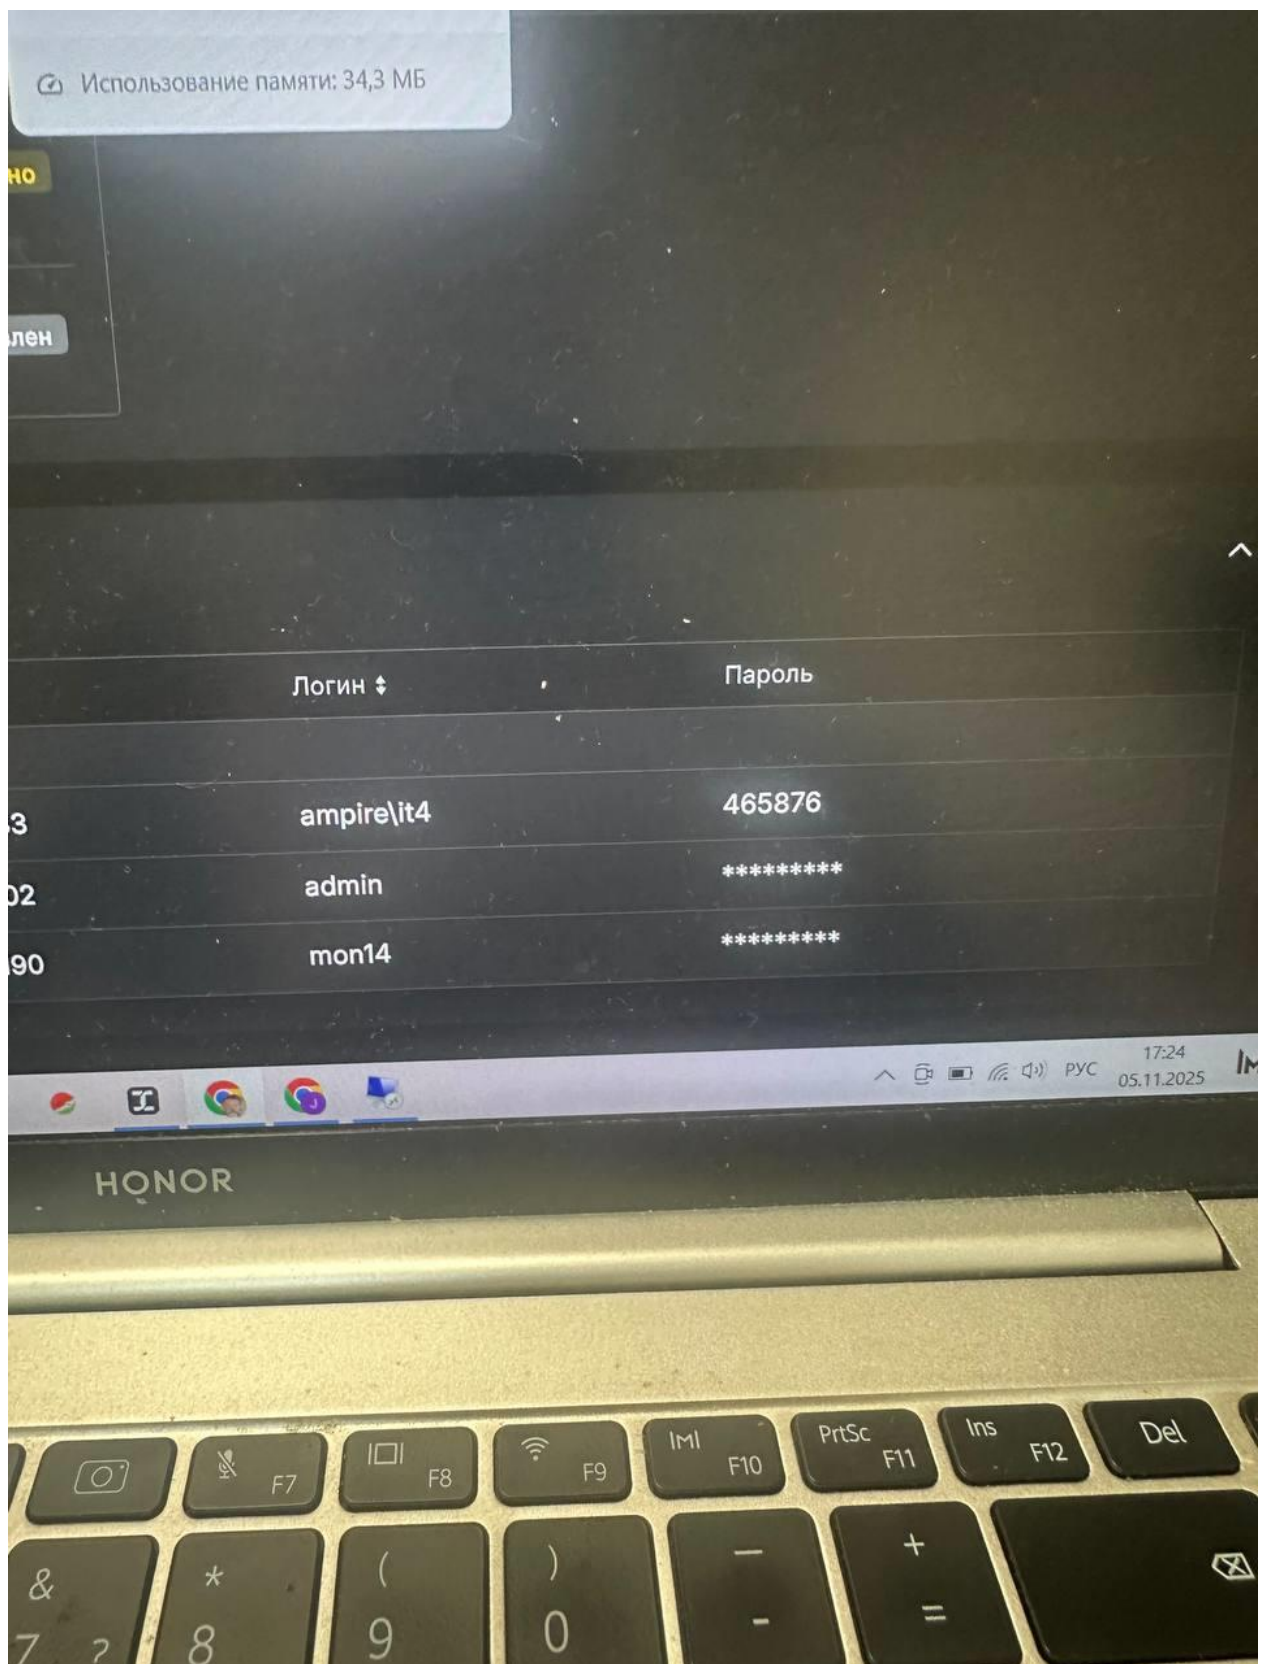 Использование памяти: 34,3 МБ
но
лен
Логин Пароль
3 ampire\it4 465876
02 admin *********
190 mon14 *********
17:24
РУС
05.11.2025
HONOR
F7 F8 F9 IMI F10 PrtSc F11 Ins F12 Del
& * ( ) — +
7 ? 8 9 0 - =